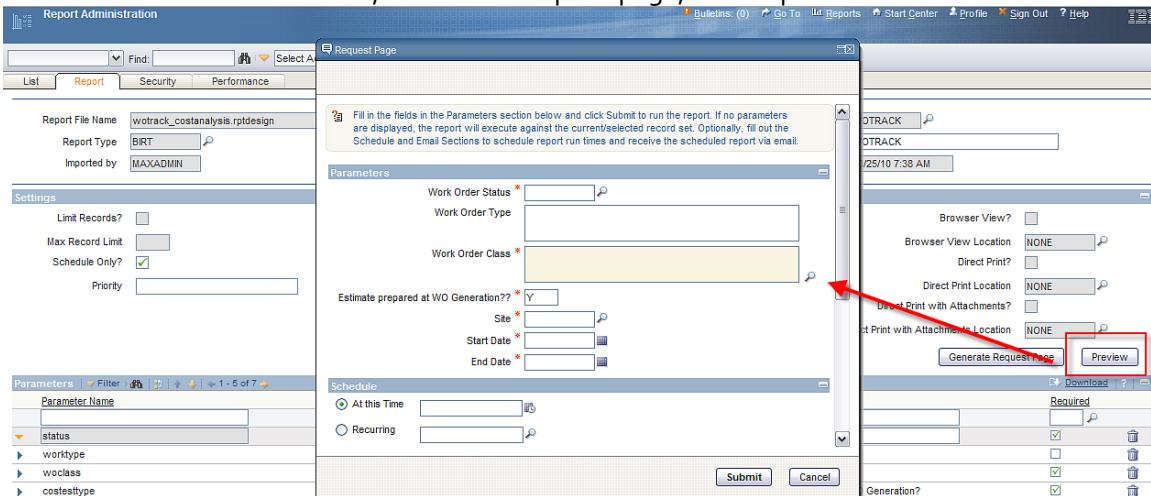 Report Administration
Bulletins: (0) Go To Reports Start Center Profile Sign Out ? Help
Find: Select A
Request Page
List Report Security Performance
Fill in the fields in the Parameters section below and click Submit to run the report. If no parameters
are displayed, the report will execute against the current/selected record set. Optionally, fill out the
Schedule and Email Sections to schedule report run times and receive the scheduled report via email.
Report File Name wotrack_costanalysis.rptdesign
OTRACK
Report Type BIRT
OTRACK
Imported by MAXADMIN
/25/10 7:38 AM
Parameters
Work Order Status *
Work Order Type
Work Order Class *
Estimate prepared at WO Generation?? * Y
Site *
Start Date *
End Date *
Schedule
At this Time
Recurring
Submit Cancel
Settings
Limit Records?
Max Record Limit
Schedule Only?
Priority
Browser View?
Browser View Location NONE
Direct Print?
Direct Print Location NONE
Direct Print with Attachments?
ct Print with Attachments Location NONE
Generate Request Page Preview
Parameters Filter 1 - 5 of 7
Download ?
Parameter Name Required
status
worktype
woclass
costesttype Generation?